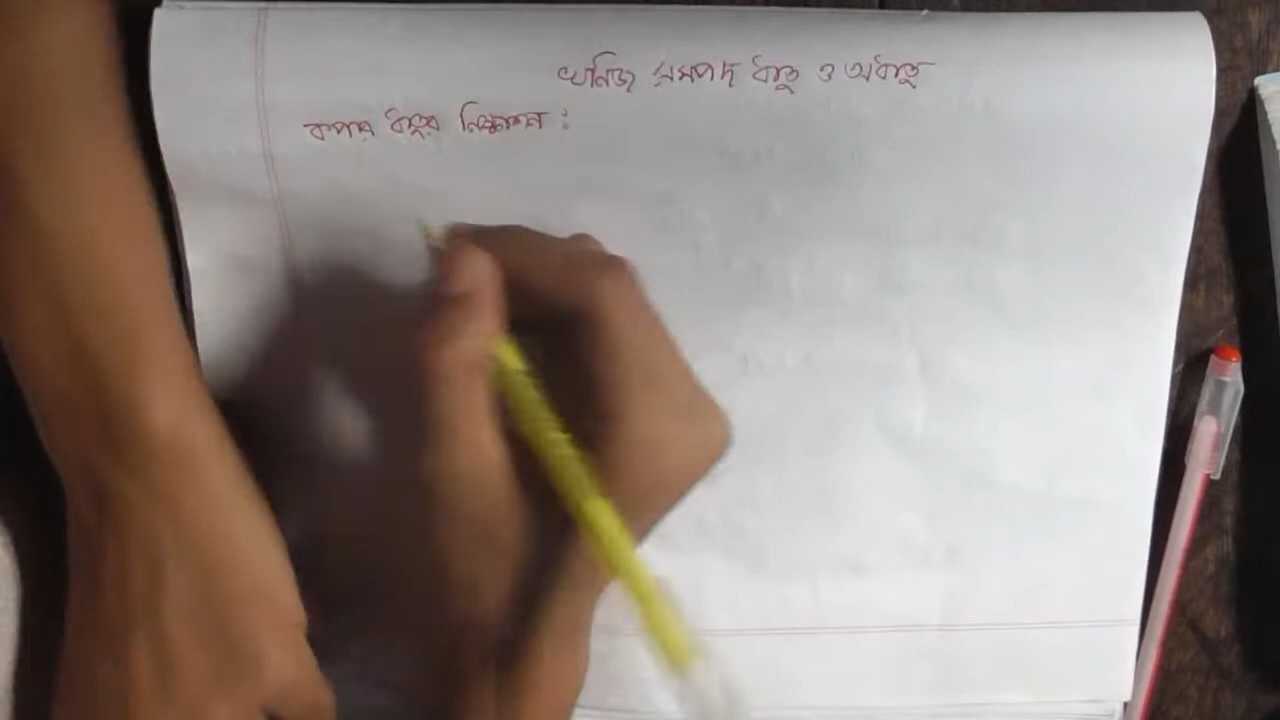 খনিজ সম্পদ ধাতু ও অধাতু
কপার ধাতুর নিষ্কাশন :